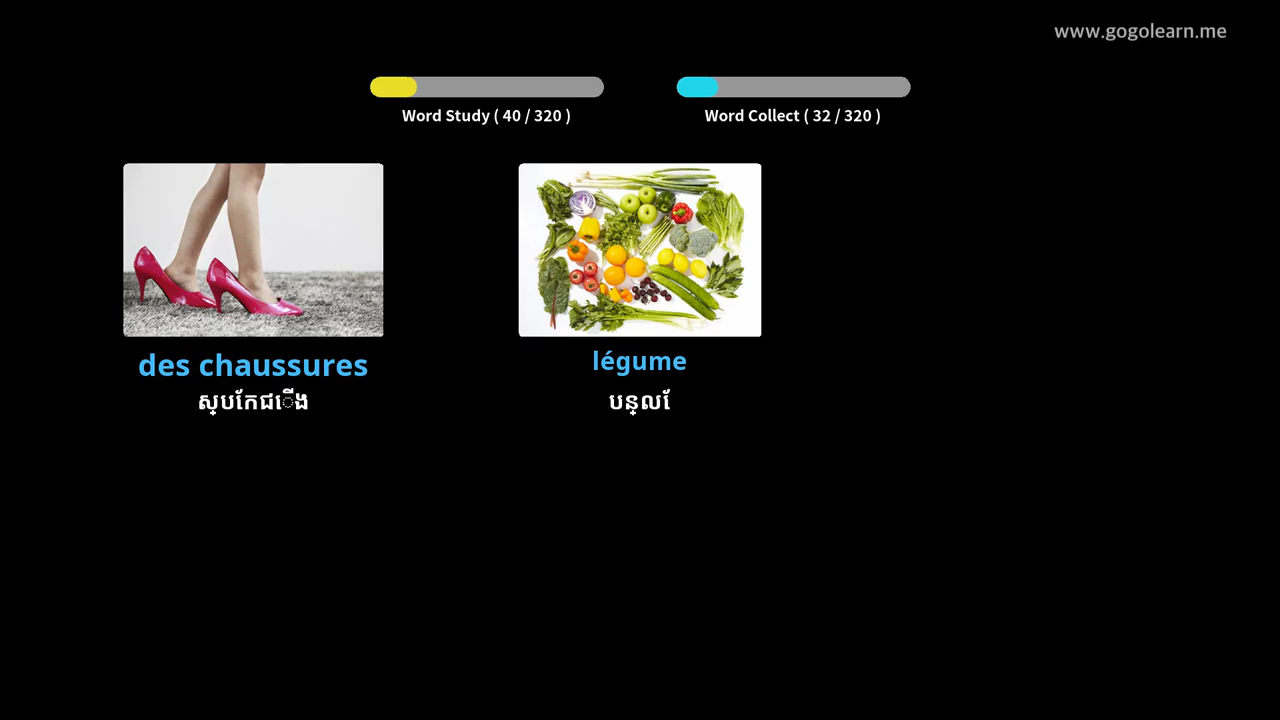 www.gogolearn.me
Word Study ( 40 / 320 )
Word Collect ( 32 / 320 )
des chaussures
ស្បែកជើង
légume
បន្លែ